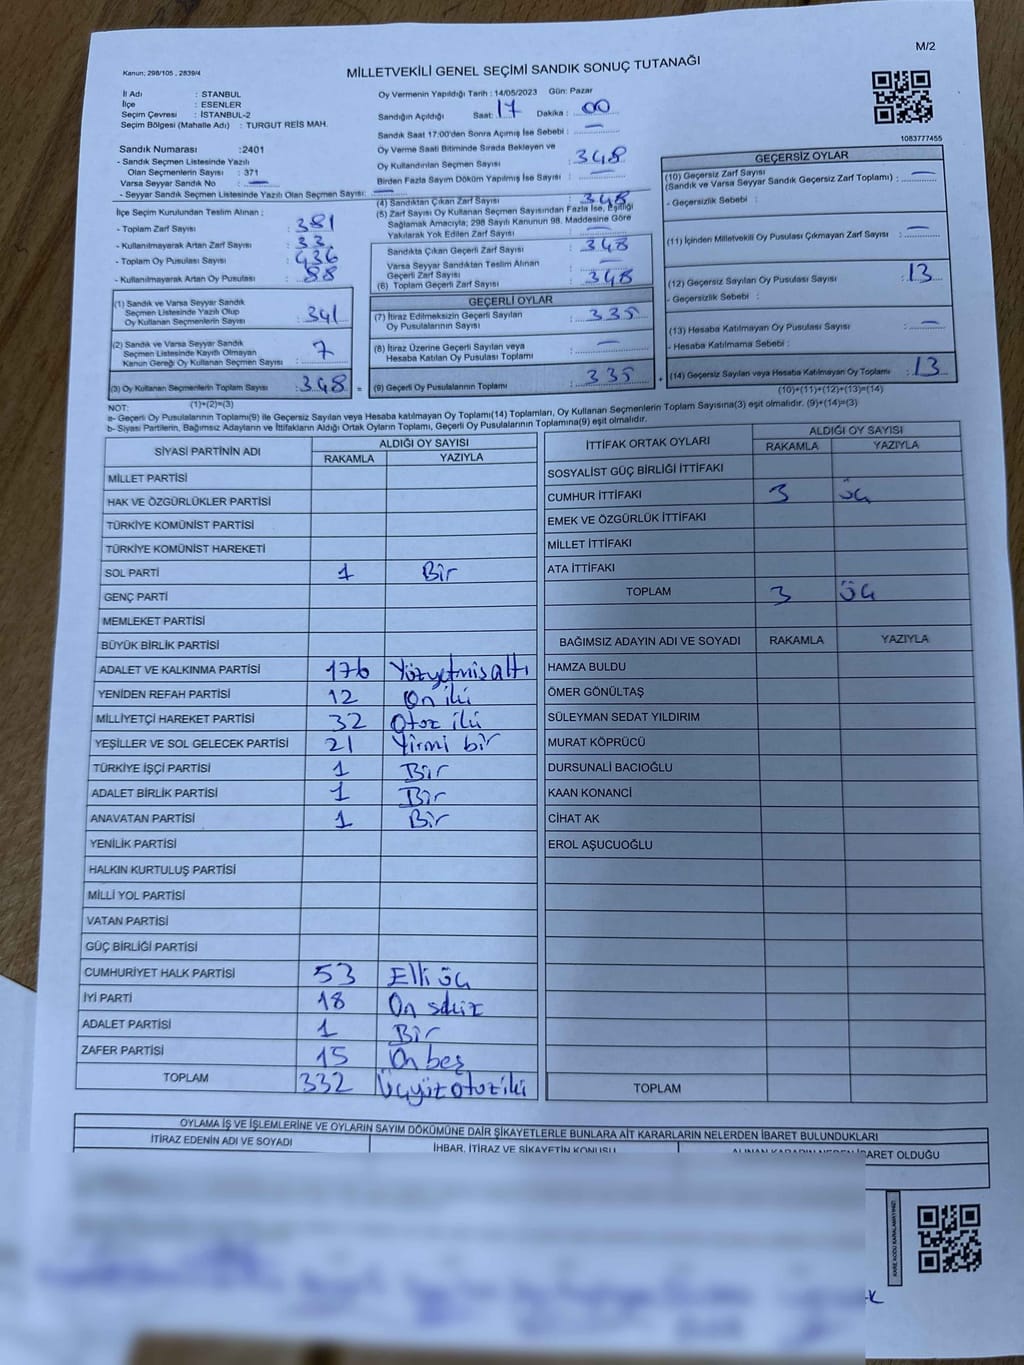 M/2
Kanun; 298/105 , 2839/4
MİLLETVEKİLİ GENEL SEÇİMİ SANDIK SONUÇ TUTANAĞI
İl Adı : STANBUL
İlçe : ESENLER
Seçim Çevresi : İSTANBUL-2
Seçim Bölgesi (Mahalle Adı) : TURGUT REİS MAH.
Sandık Numarası :2401
- Sandık Seçmen Listesinde Yazılı
Olan Seçmenlerin Sayısı : 371
Varsa Seyyar Sandık No : —
- Seyyar Sandık Seçmen Listesinde Yazılı Olan Seçmen Sayısı: —
İlçe Seçim Kurulundan Teslim Alınan :
- Toplam Zarf Sayısı : 381
- Kullanılmayarak Artan Zarf Sayısı : 33
- Toplam Oy Pusulası Sayısı : 436
- Kullanılmayarak Artan Oy Pusulası : 88
(1) Sandık ve Varsa Seyyar Sandık
Seçmen Listesinde Yazılı Olup
Oy Kullanan Seçmenlerin Sayısı : 341
(2) Sandık ve Varsa Seyyar Sandık
Seçmen Listesinde Kayıtlı Olmayan
Kanun Gereği Oy Kullanan Seçmen Sayısı : 7
(3) Oy Kullanan Seçmenlerin Toplam Sayısı : 348 =
(1)+(2)=(3)
Oy Vermenin Yapıldığı Tarih : 14/05/2023 Gün: Pazar
Sandığın Açıldığı Saat: 17 Dakika : 00
Sandık Saat 17:00'den Sonra Açımış İse Sebebi : —
Oy Verme Saati Bitiminde Sırada Bekleyen ve
Oy Kullandırılan Seçmen Sayısı : 348
Birden Fazla Sayım Döküm Yapılmış İse Sayısı : —
(4) Sandıktan Çıkan Zarf Sayısı : 348
(5) Zarf Sayısı Oy Kullanan Seçmen Sayısından Fazla İse, Eşitliği
Sağlamak Amacıyla; 298 Sayılı Kanunun 98. Maddesine Göre
Yakılarak Yok Edilen Zarf Sayısı : —
Sandıkta Çıkan Geçerli Zarf Sayısı : 348
Varsa Seyyar Sandıktan Teslim Alınan
Geçerli Zarf Sayısı : —
(6) Toplam Geçerli Zarf Sayısı : 348
GEÇERLİ OYLAR
(7) İtiraz Edilmeksizin Geçerli Sayılan
Oy Pusulalarının Sayısı : 335
(8) İtiraz Üzerine Geçerli Sayılan veya
Hesaba Katılan Oy Pusulası Toplamı : —
(9) Geçerli Oy Pusulalarının Toplamı : 335 +
1083777455
GEÇERSİZ OYLAR
(10) Geçersiz Zarf Sayısı
(Sandık ve Varsa Seyyar Sandık Geçersiz Zarf Toplamı) : —
- Geçersizlik Sebebi :
(11) İçinden Milletvekili Oy Pusulası Çıkmayan Zarf Sayısı : —
(12) Geçersiz Sayılan Oy Pusulası Sayısı : 13
- Geçersizlik Sebebi :
(13) Hesaba Katılmayan Oy Pusulası Sayısı : —
- Hesaba Katılmama Sebebi :
(14) Geçersiz Sayılan veya Hesaba Katılmayan Oy Toplamı : 13
(10)+(11)+(12)+(13)=(14)
NOT:
a- Geçerli Oy Pusulaları Toplamı(9) ile Geçersiz Sayılan veya Hesaba katılmayan Oy Toplamı(14) Toplamları, Oy Kullanan Seçmenlerin Toplam Sayısına(3) eşit olmalıdır. (9)+(14)=(3)
b- Siyasi Partilerin, Bağımsız Adayların ve İttifakların Aldığı Ortak Oyların Toplamı, Geçerli Oy Pusulalarının Toplamına(9) eşit olmalıdır.
SİYASİ PARTİNİN ADI ALDIĞI OY SAYISI
RAKAMLA YAZIYLA
MİLLET PARTİSİ
HAK VE ÖZGÜRLÜKLER PARTİSİ
TÜRKİYE KOMÜNİST PARTİSİ
TÜRKİYE KOMÜNİST HAREKETİ
SOL PARTİ 1 Bir
GENÇ PARTİ
MEMLEKET PARTİSİ
BÜYÜK BİRLİK PARTİSİ
ADALET VE KALKINMA PARTİSİ 176 Yüzyetmişaltı
YENİDEN REFAH PARTİSİ 12 On iki
MİLLİYETÇİ HAREKET PARTİSİ 32 Otuz iki
YEŞİLLER VE SOL GELECEK PARTİSİ 21 Yirmi bir
TÜRKİYE İŞÇİ PARTİSİ 1 Bir
ADALET BİRLİK PARTİSİ 1 Bir
ANAVATAN PARTİSİ 1 Bir
YENİLİK PARTİSİ
HALKIN KURTULUŞ PARTİSİ
MİLLİ YOL PARTİSİ
VATAN PARTİSİ
GÜÇ BİRLİĞİ PARTİSİ
CUMHURİYET HALK PARTİSİ 53 Elli üç
İYİ PARTİ 18 On sekiz
ADALET PARTİSİ 1 Bir
ZAFER PARTİSİ 15 On beş
TOPLAM 332 Üçyüzotuziki
İTTİFAK ORTAK OYLARI ALDIĞI OY SAYISI
RAKAMLA YAZIYLA
SOSYALİST GÜÇ BİRLİĞİ İTTİFAKI
CUMHUR İTTİFAKI 3 üç
EMEK VE ÖZGÜRLÜK İTTİFAKI
MİLLET İTTİFAKI
ATA İTTİFAKI
TOPLAM 3 üç
BAĞIMSIZ ADAYIN ADI VE SOYADI RAKAMLA YAZIYLA
HAMZA BULDU
ÖMER GÖNÜLTAŞ
SÜLEYMAN SEDAT YILDIRIM
MURAT KÖPRÜCÜ
DURSUNALİ BACIOĞLU
KAAN KONANCİ
CİHAT AK
EROL AŞUCUOĞLU
TOPLAM
OYLAMA İŞ VE İŞLEMLERİNE VE OYLARIN SAYIM DÖKÜMÜNE DAİR ŞİKAYETLERLE BUNLARA AİT KARARLARIN NELERDEN İBARET BULUNDUKLARI
İTİRAZ EDENİN ADI VE SOYADI İHBAR, İTİRAZ VE ŞİKAYETİN KONUSU ALINAN KARARIN NEDEN İBARET OLDUĞU
KARE KODU KARALAMAYINIZ!